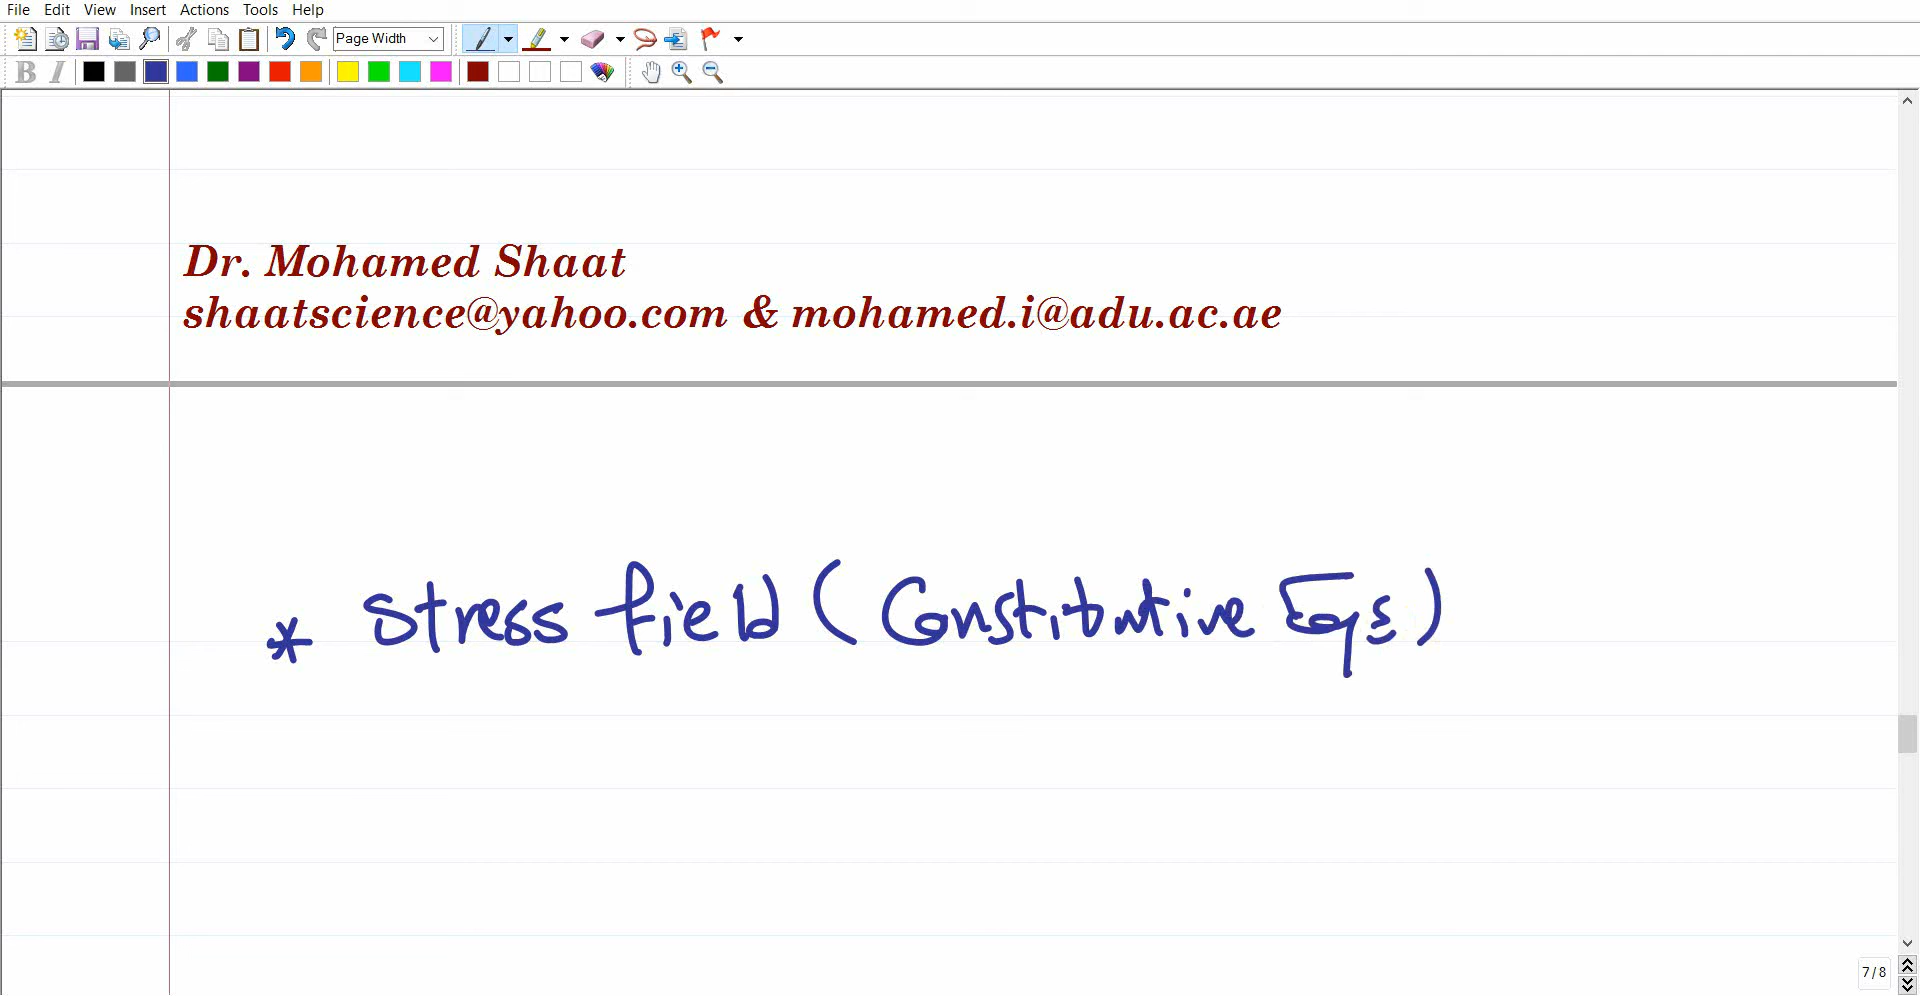 File Edit View Insert Actions Tools Help
Page Width
B I
Dr. Mohamed Shaat
shaatscience@yahoo.com & mohamed.i@adu.ac.ae
* Stress field (Constitutive Eqs)
7/8